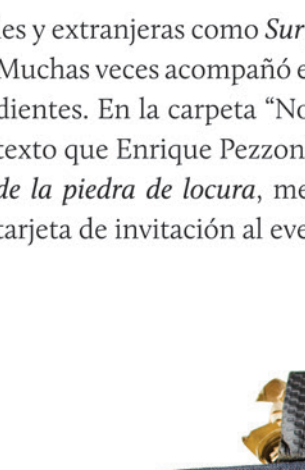 les y extranjeras como Sur
Muchas veces acompañó e
dientes. En la carpeta “No
texto que Enrique Pezzon
de la piedra de locura, me
tarjeta de invitación al eve